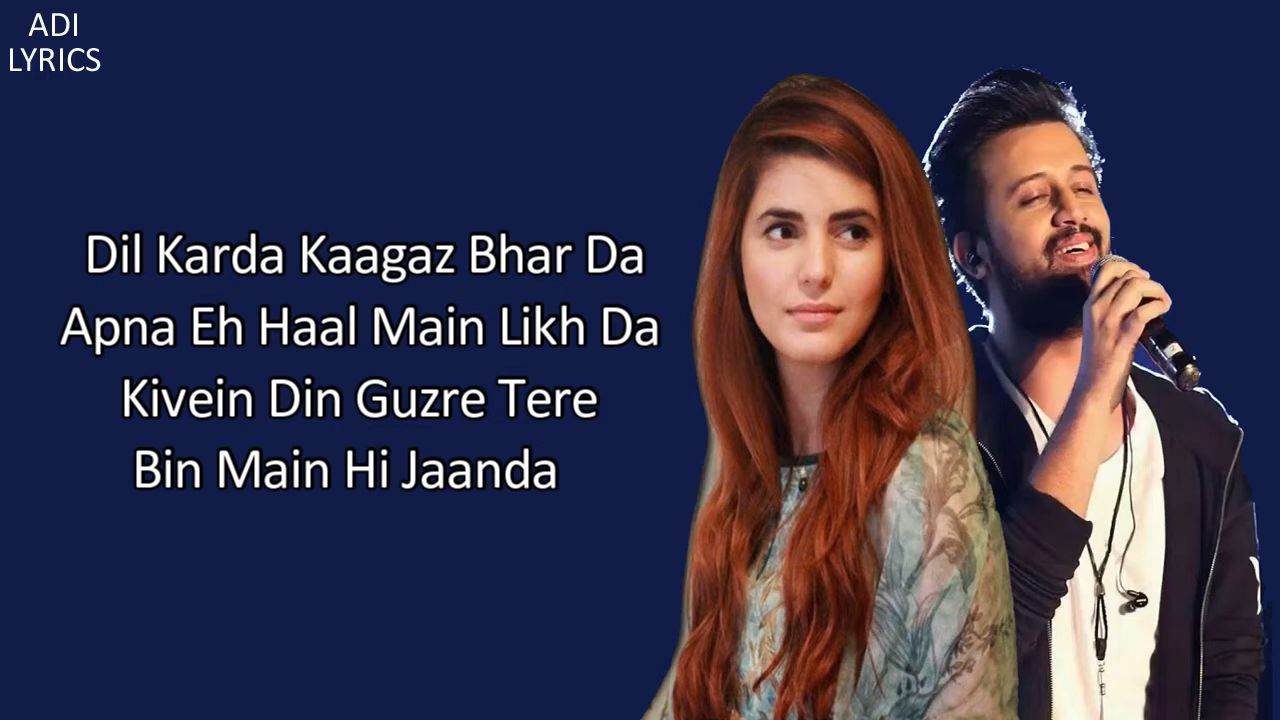 ADI
LYRICS
Dil Karda Kaagaz Bhar Da
Apna Eh Haal Main Likh Da
Kivein Din Guzre Tere
Bin Main Hi Jaanda